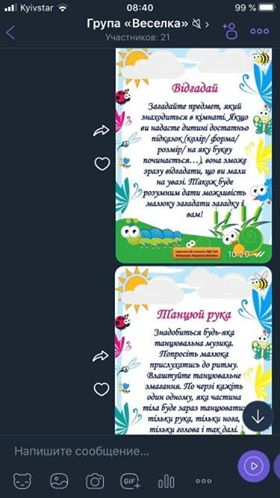 Kyivstar
08:40
99 %
Група «Веселка»
Участников: 21
Відгадай
Загадайте предмет, який
знаходиться в кімнаті. Якщо
ви надасте дитині достатньо
підказок (колір/ форма/
розмір/ на яку букву
починається...), вона зможе
зразу відгадати, що ви мали
на увазі. Також буде
розумним дати можливість
малюку загадати загадку і
вам!
10:20
Танцюй рука
Знадобиться будь-яка
танцювальна музика.
Попросіть малюка
прислухатись до ритму.
Влаштуйте танцювальне
змагання. По черзі кажіть
один одному, яка частина
тіла буде зараз танцювати:
тільки рука, тільки нога,
тільки голова і так далі.
Напишите сообщение...
GIF